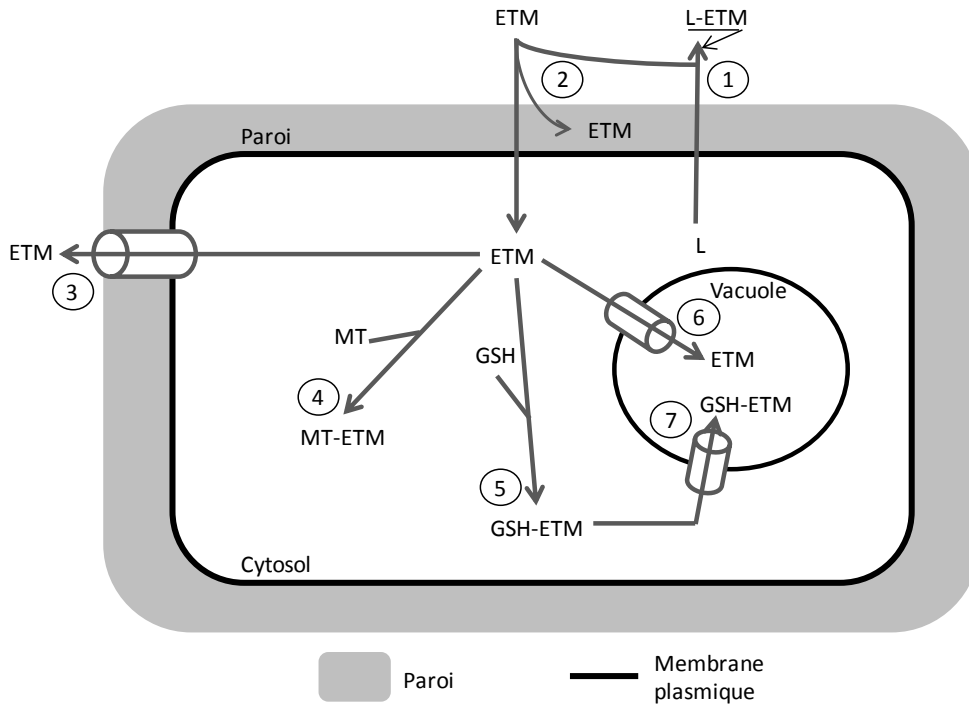 ETM
L-ETM
2
1
ETM
Paroi
ETM
ETM
L
3
Vacuole
6
MT
GSH
ETM
4
7
GSH-ETM
MT-ETM
5
GSH-ETM
Cytosol
Paroi
Membrane
plasmique